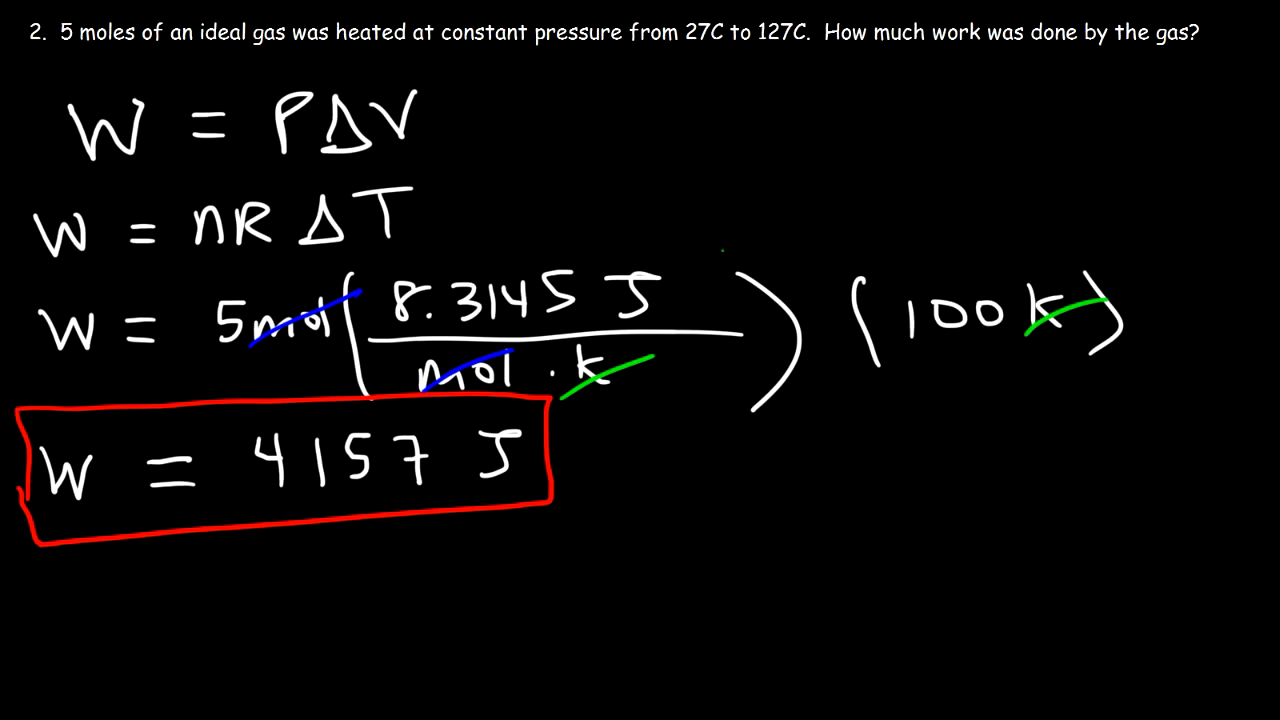 2. 5 moles of an ideal gas was heated at constant pressure from 27C to 127C. How much work was done by the gas?
W = PΔV
W = nRΔT
W = 5mol( 8.3145 J / mol · k ) (100k)
W = 4157 J